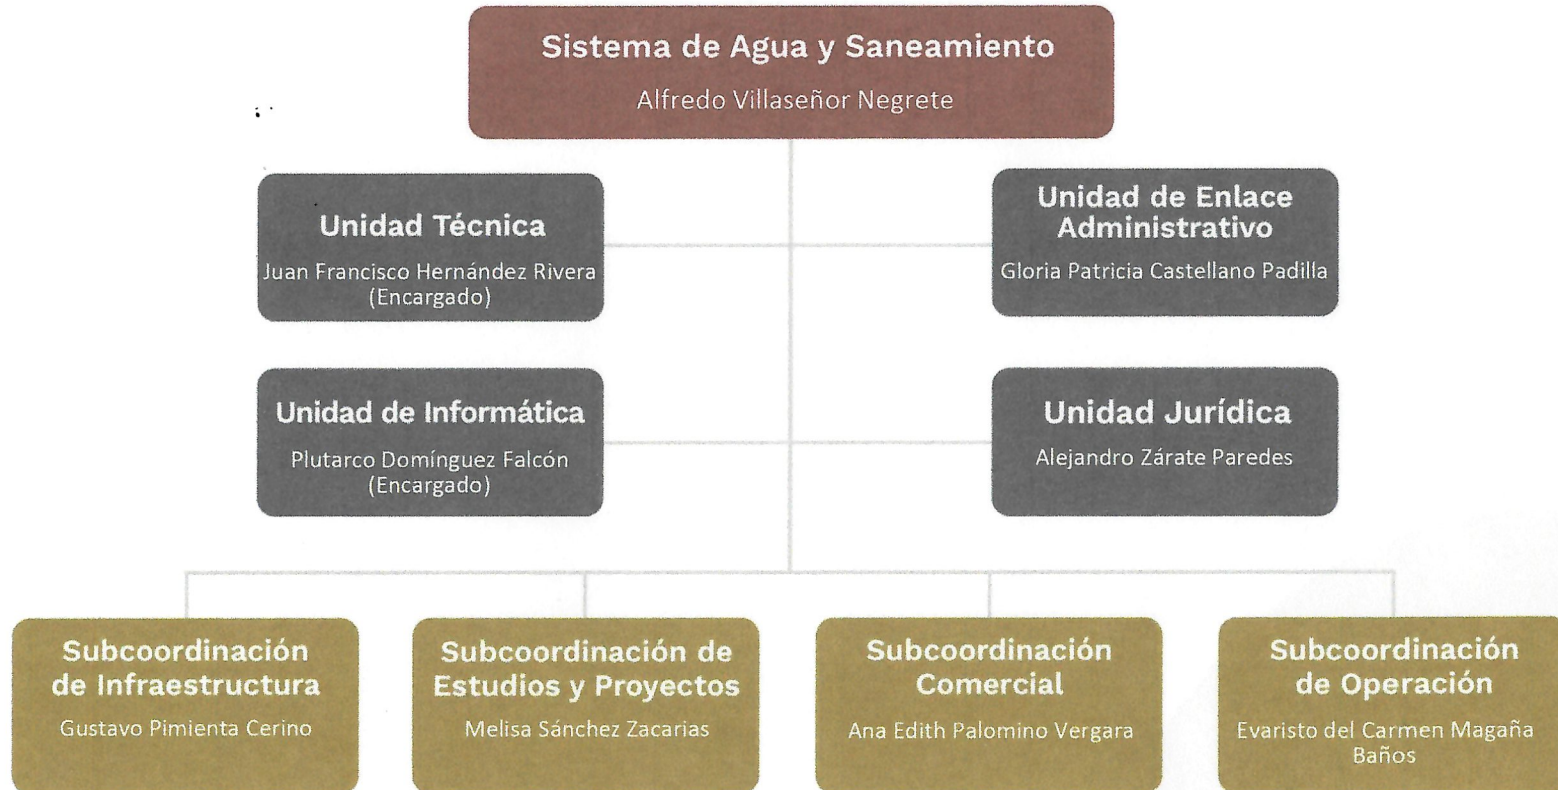 Sistema de Agua y Saneamiento
Alfredo Villaseñor Negrete
Unidad Técnica
Juan Francisco Hernández Rivera
(Encargado)
Unidad de Enlace
Administrativo
Gloria Patricia Castellano Padilla
Unidad de Informática
Plutarco Domínguez Falcón
(Encargado)
Unidad Jurídica
Alejandro Zárate Paredes
Subcoordinación
de Infraestructura
Gustavo Pimienta Cerino
Subcoordinación de
Estudios y Proyectos
Melisa Sánchez Zacarias
Subcoordinación
Comercial
Ana Edith Palomino Vergara
Subcoordinación
de Operación
Evaristo del Carmen Magaña
Baños